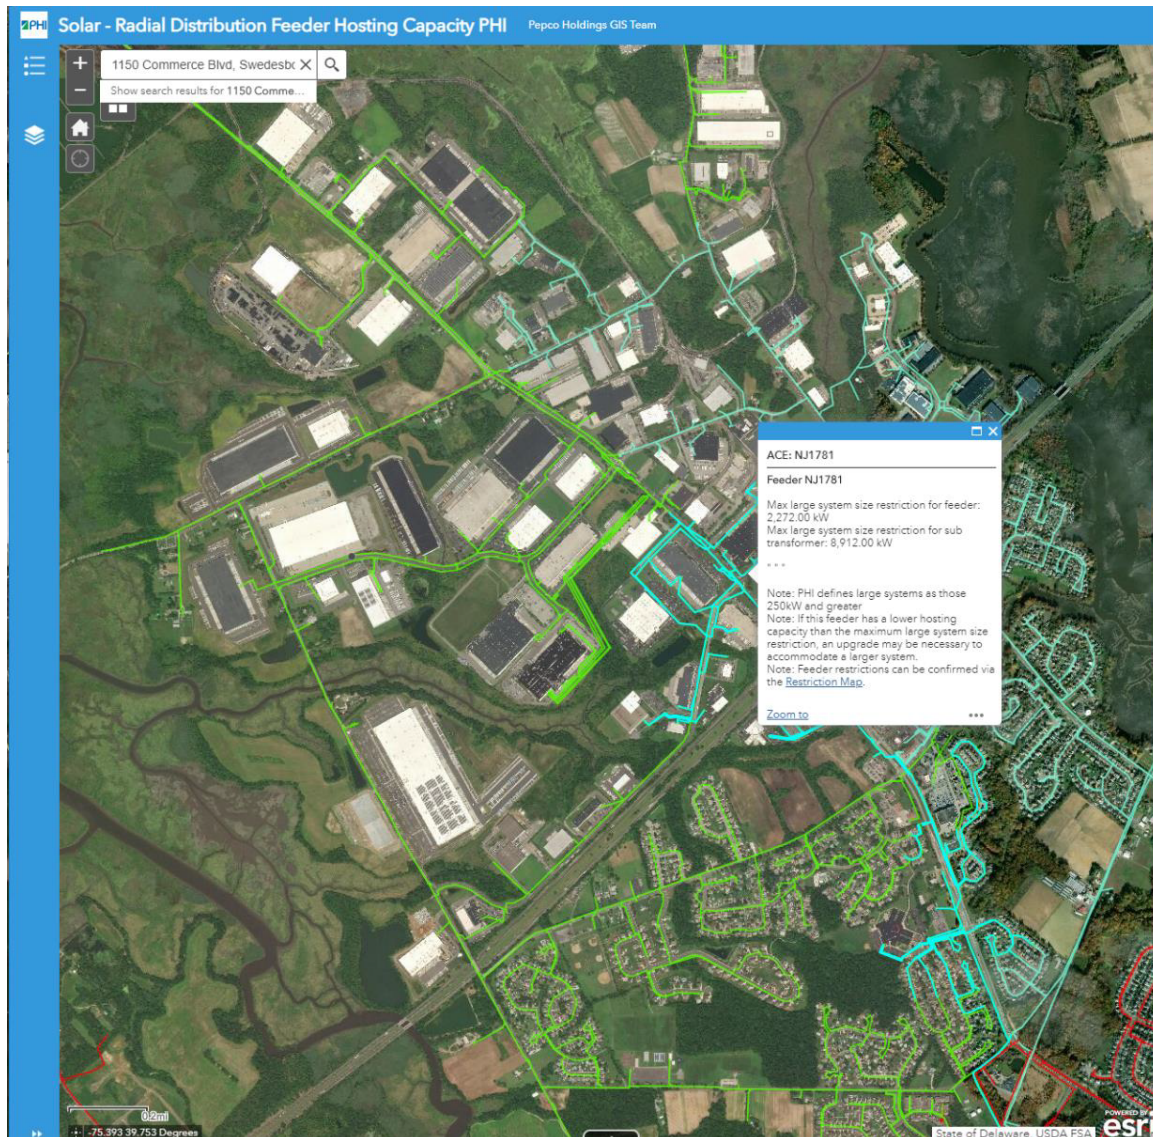 PHI Solar - Radial Distribution Feeder Hosting Capacity PHI Pepco Holdings GIS Team
1150 Commerce Blvd, Swedesb
Show search results for 1150 Comme...
ACE: NJ1781
Feeder NJ1781
Max large system size restriction for feeder:
2,272.00 kW
Max large system size restriction for sub
transformer: 8,912.00 kW
- - -
Note: PHI defines large systems as those
250kW and greater
Note: If this feeder has a lower hosting
capacity than the maximum large system size
restriction, an upgrade may be necessary to
accommodate a larger system.
Note: Feeder restrictions can be confirmed via
the Restriction Map.
Zoom to
0.2mi
-75.393 39.753 Degrees
POWERED BY
esri
State of Delaware, USDA FSA